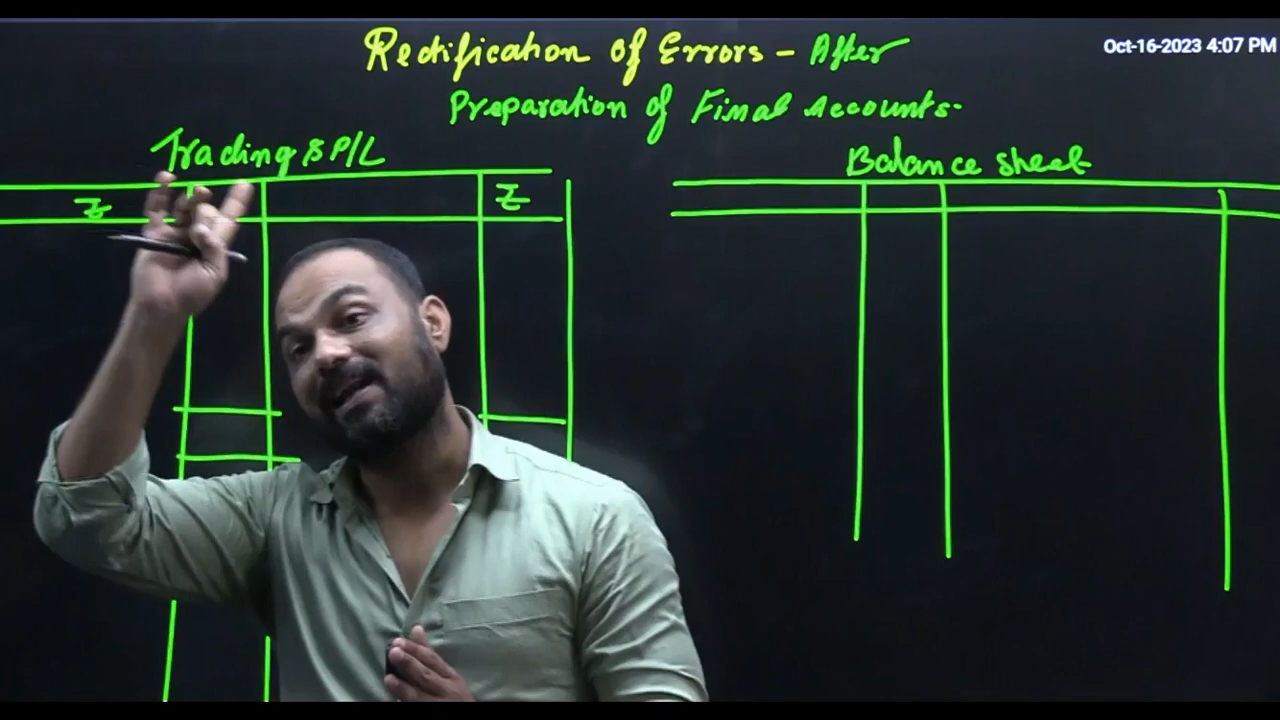 Rectification of Errors - After
Oct-16-2023 4:07 PM
Preparation of Final Accounts.
Trading & P/L
Balance sheet